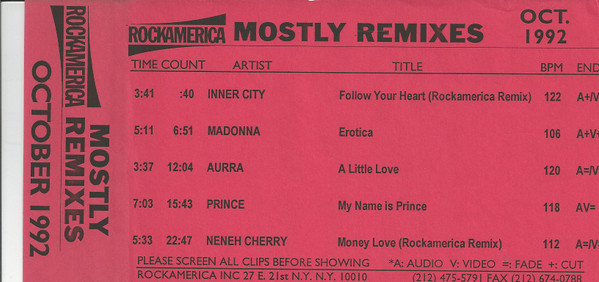 ROCKAMERICA MOSTLY REMIXES
OCTOBER 1992
ROCKAMERICA MOSTLY REMIXES OCT. 1992
TIME COUNT ARTIST TITLE BPM END
3:41 :40 INNER CITY Follow Your Heart (Rockamerica Remix) 122 A+/V
5:11 6:51 MADONNA Erotica 106 A+V+
3:37 12:04 AURRA A Little Love 120 A=/V
7:03 15:43 PRINCE My Name is Prince 118 AV=
5:33 22:47 NENEH CHERRY Money Love (Rockamerica Remix) 112 A=/V
PLEASE SCREEN ALL CLIPS BEFORE SHOWING *A: AUDIO V: VIDEO =: FADE +: CUT
ROCKAMERICA INC 27 E. 21st N.Y. N.Y. 10010 (212) 475-5791 FAX (212) 674-0788